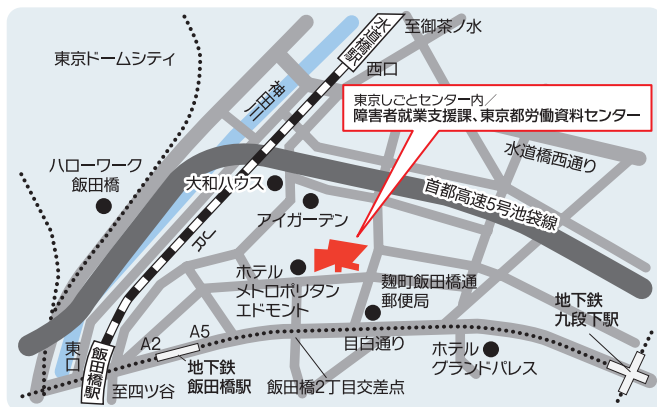 東京ドームシティ
水道橋駅
至御茶ノ水
西口
神田川
東京しごとセンター内／
障害者就業支援課、東京都労働資料センター
水道橋西通り
ハローワーク
飯田橋
大和ハウス
アイガーデン
首都高速5号池袋線
JR
ホテル
メトロポリタン
エドモント
麹町飯田橋通
郵便局
地下鉄
九段下駅
東口
飯田橋駅
A2
A5
地下鉄
飯田橋駅
目白通り
ホテル
グランドパレス
至四ツ谷
飯田橋2丁目交差点